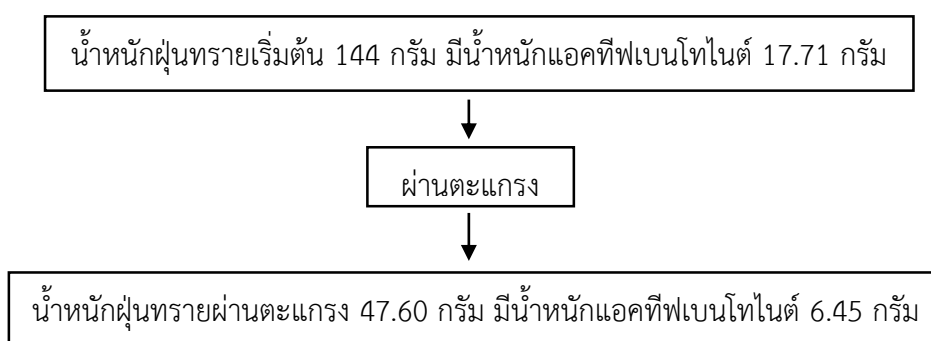 น้ำหนักฝุ่นทรายเริ่มต้น 144 กรัม มีน้ำหนักแอคทีฟเบนโทไนต์ 17.71 กรัม
ผ่านตะแกรง
น้ำหนักฝุ่นทรายผ่านตะแกรง 47.60 กรัม มีน้ำหนักแอคทีฟเบนโทไนต์ 6.45 กรัม